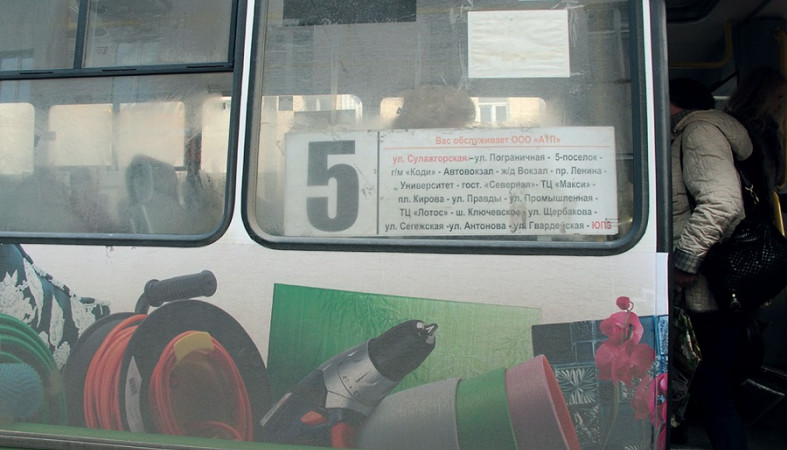 5
Вас обслуживает ООО «АТП»
ул. Сулажгорская - ул. Пограничная - 5-поселок -
г/м «Коди» - Автовокзал - ж/д Вокзал - пр. Ленина -
Университет - гост. «Северная» - ТЦ «Макси» -
пл. Кирова - ул. Правды - ул. Промышленная -
ТЦ «Лотос» - ш. Ключевское - ул. Щербакова -
ул. Сегежская -ул. Антонова - ул. Гвардейская - ЮПЗ